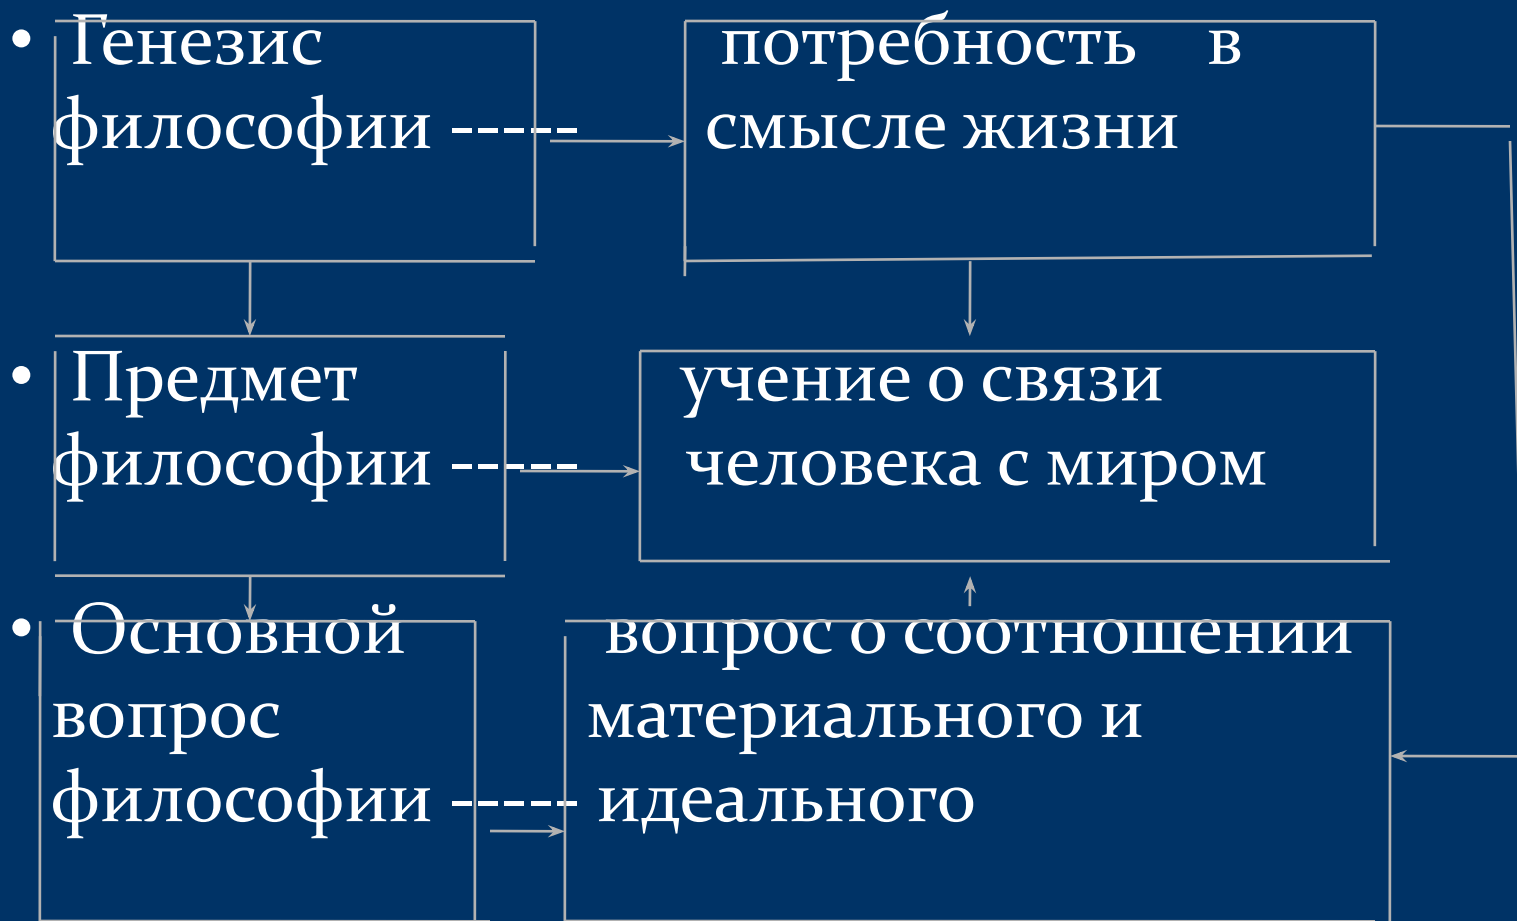 • Генезис потребность в
философии ----- смысле жизни
• Предмет учение о связи
философии ----- человека с миром
• Основной вопрос о соотношении
вопрос материального и
философии ----- идеального